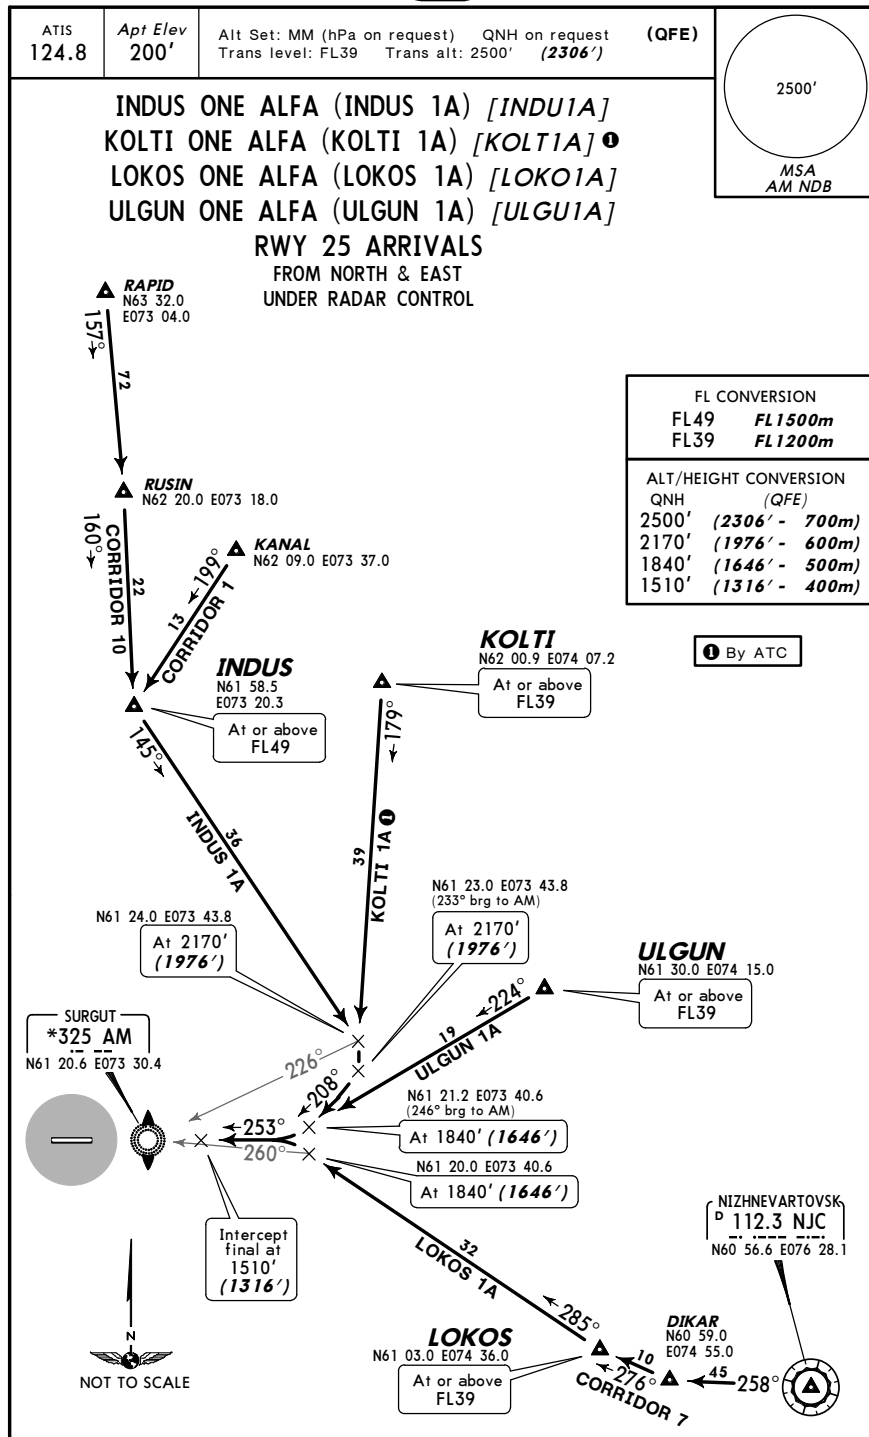 ATIS
124.8
Apt Elev
200'
Alt Set: MM (hPa on request) QNH on request (QFE)
Trans level: FL39 Trans alt: 2500' (2306')
2500'
MSA
AM NDB
INDUS ONE ALFA (INDUS 1A) [INDU1A]
KOLTI ONE ALFA (KOLTI 1A) [KOLT1A] ❶
LOKOS ONE ALFA (LOKOS 1A) [LOKO1A]
ULGUN ONE ALFA (ULGUN 1A) [ULGU1A]
RWY 25 ARRIVALS
FROM NORTH & EAST
UNDER RADAR CONTROL
RAPID
N63 32.0
E073 04.0
157°
72
FL CONVERSION
FL49 FL1500m
FL39 FL1200m
ALT/HEIGHT CONVERSION
QNH (QFE)
2500' (2306' - 700m)
2170' (1976' - 600m)
1840' (1646' - 500m)
1510' (1316' - 400m)
❶ By ATC
RUSIN
N62 20.0 E073 18.0
160°
CORRIDOR 10
22
KANAL
N62 09.0 E073 37.0
199°
13
CORRIDOR 1
INDUS
N61 58.5
E073 20.3
At or above
FL49
KOLTI
N62 00.9 E074 07.2
At or above
FL39
145°
36
INDUS 1A
179°
39
KOLTI 1A ❶
N61 24.0 E073 43.8
At 2170'
(1976')
N61 23.0 E073 43.8
(233° brg to AM)
At 2170'
(1976')
ULGUN
N61 30.0 E074 15.0
At or above
FL39
224°
19
ULGUN 1A
SURGUT
*325 AM
N61 20.6 E073 30.4
226°
208°
253°
260°
N61 21.2 E073 40.6
(246° brg to AM)
At 1840' (1646')
N61 20.0 E073 40.6
At 1840' (1646')
Intercept
final at
1510'
(1316')
32
LOKOS 1A
285°
NIZHNEVARTOVSK
D 112.3 NJC
N60 56.6 E076 28.1
LOKOS
N61 03.0 E074 36.0
At or above
FL39
DIKAR
N60 59.0
E074 55.0
10
276°
CORRIDOR 7
45
258°
N
NOT TO SCALE